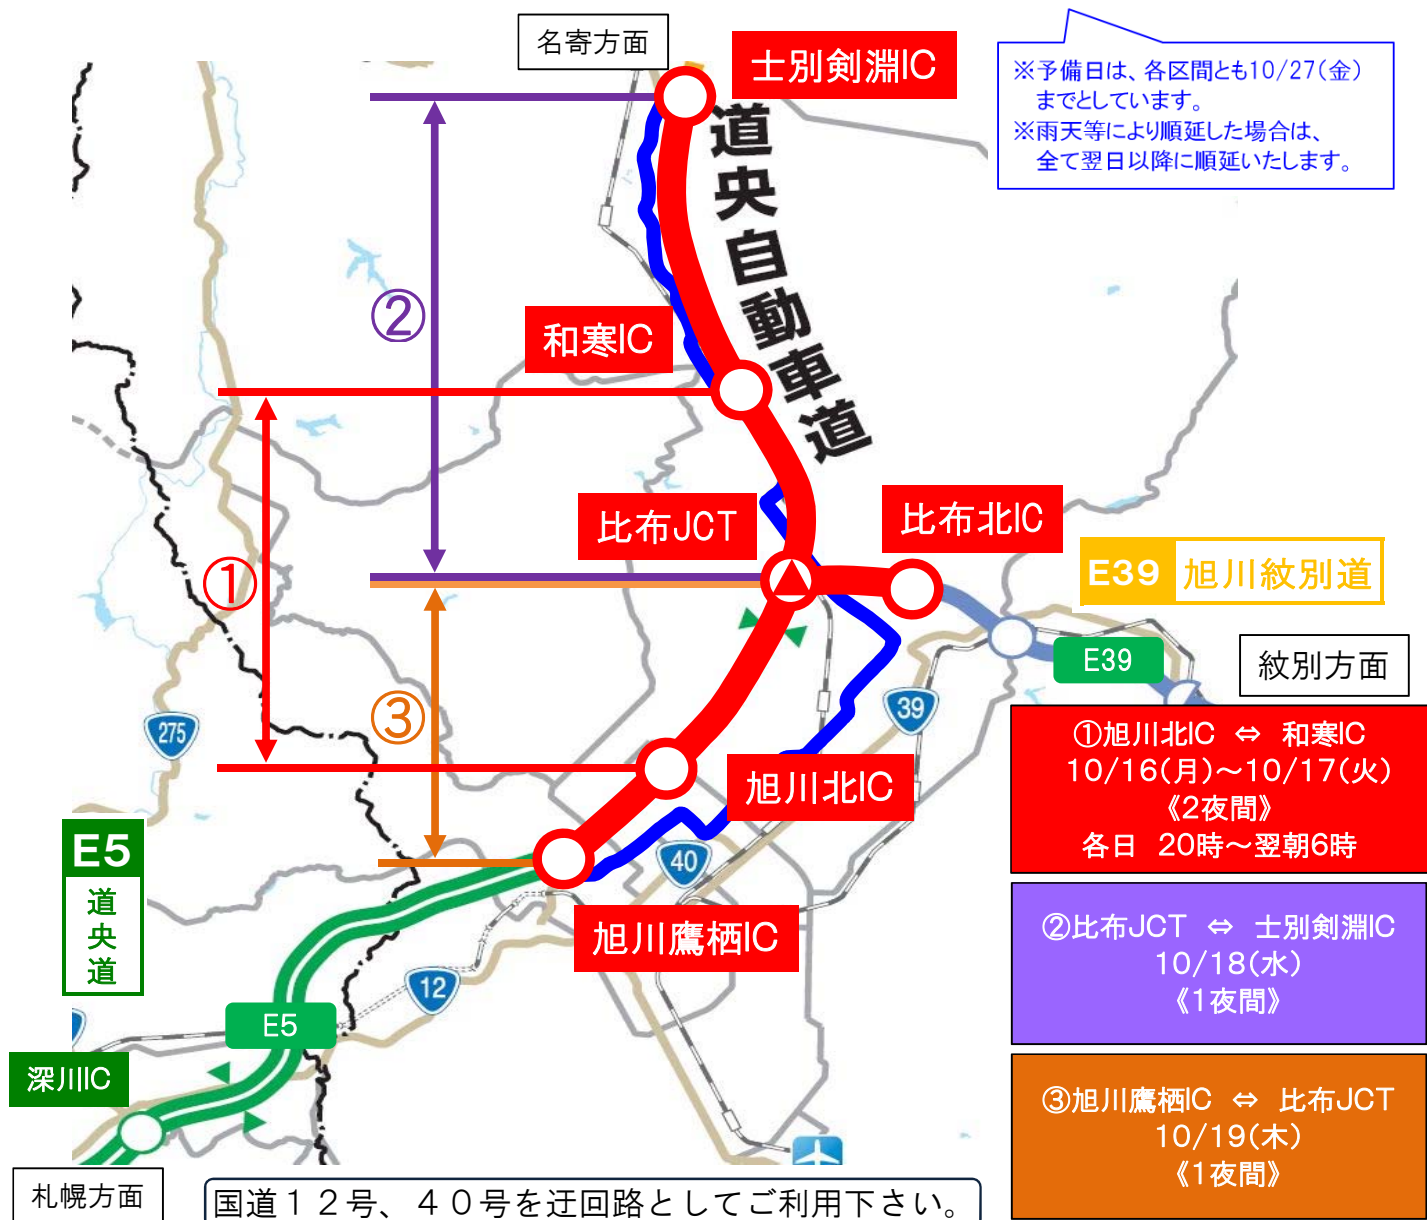 名寄方面
士別剣淵IC
※予備日は、各区間とも10/27(金)
までとしています。
※雨天等により順延した場合は、
全て翌日以降に順延いたします。
道央自動車道
②
和寒IC
①
比布JCT
比布北IC
E39 旭川紋別道
E39
紋別方面
③
275
39
旭川北IC
①旭川北IC ⇔ 和寒IC
10/16(月)～10/17(火)
《2夜間》
各日 20時～翌朝6時
E5
道
央
道
40
旭川鷹栖IC
12
E5
②比布JCT ⇔ 士別剣淵IC
10/18(水)
《1夜間》
深川IC
③旭川鷹栖IC ⇔ 比布JCT
10/19(木)
《1夜間》
札幌方面
国道１２号、４０号を迂回路としてご利用下さい。